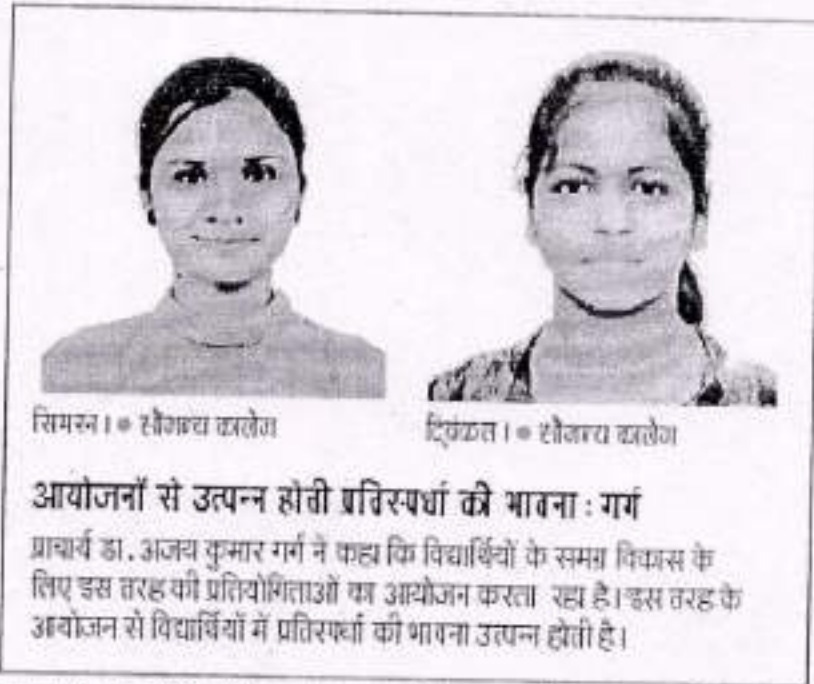 सिमरन। ● सौजन्य कालेज
ट्विंकल। ● सौजन्य कालेज
आयोजनों से उत्पन्न होती प्रतिस्पर्धा की भावना : गर्ग
प्राचार्य डा. अजय कुमार गर्ग ने कहा कि विद्यार्थियों के समग्र विकास के
लिए इस तरह की प्रतियोगिताओं का आयोजन करता रहा है। इस तरह के
आयोजन से विद्यार्थियों में प्रतिस्पर्धा की भावना उत्पन्न होती है।